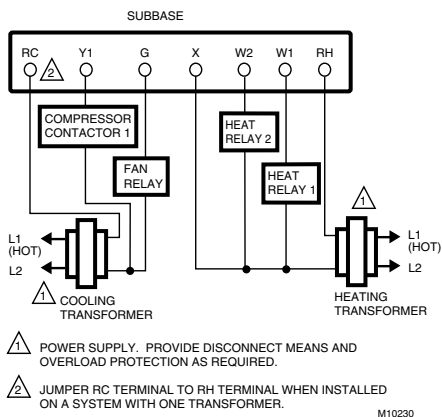 SUBBASE
RC Y1 G X W2 W1 RH
2
COMPRESSOR
CONTACTOR 1
HEAT
RELAY 2
FAN
RELAY
HEAT
RELAY 1
1
L1
(HOT)
L2
1
COOLING
TRANSFORMER
L1
(HOT)
L2
HEATING
TRANSFORMER
1 POWER SUPPLY. PROVIDE DISCONNECT MEANS AND
OVERLOAD PROTECTION AS REQUIRED.
2 JUMPER RC TERMINAL TO RH TERMINAL WHEN INSTALLED
ON A SYSTEM WITH ONE TRANSFORMER.
M10230